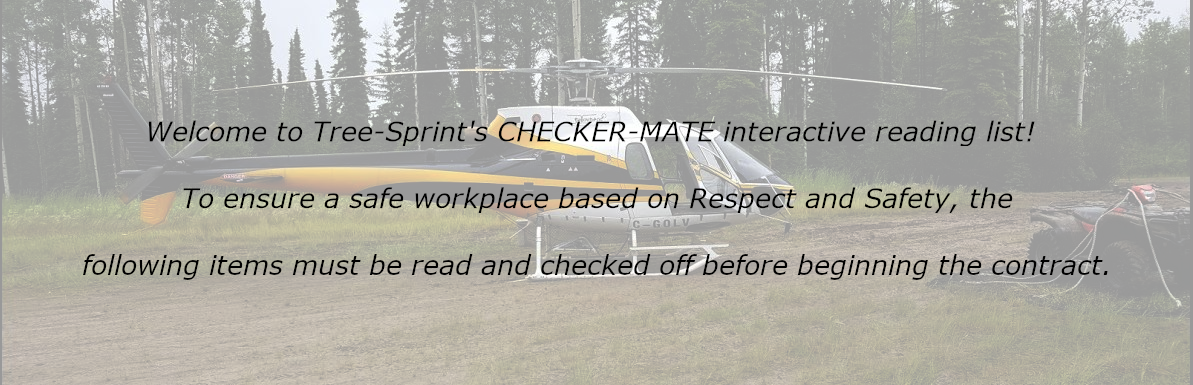 Welcome to Tree-Sprint's CHECKER-MATE interactive reading list!
To ensure a safe workplace based on Respect and Safety, the
C-GOLV
following items must be read and checked off before beginning the contract.